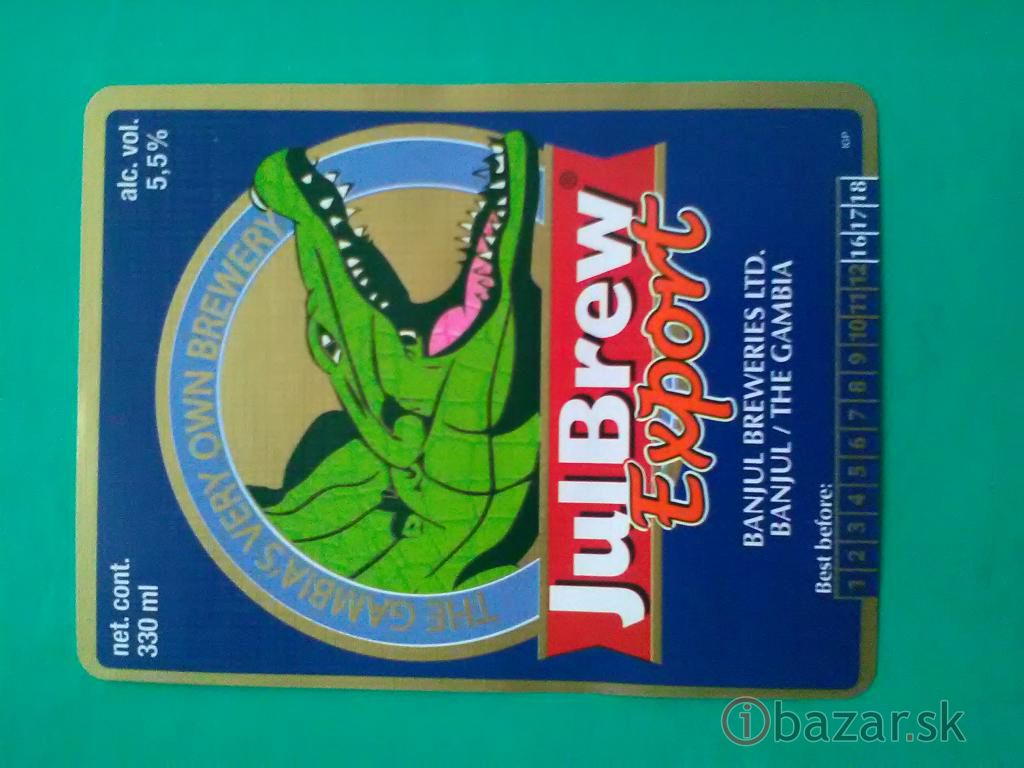 net. cont.
330 ml
alc. vol.
5,5%
THE GAMBIA'S VERY OWN BREWERY
JulBrew®
Export
BANJUL BREWERIES LTD.
BANJUL / THE GAMBIA
Best before:
1 2 3 4 5 6 7 8 9 10 11 12 16 17 18
IGP
ibazar.sk